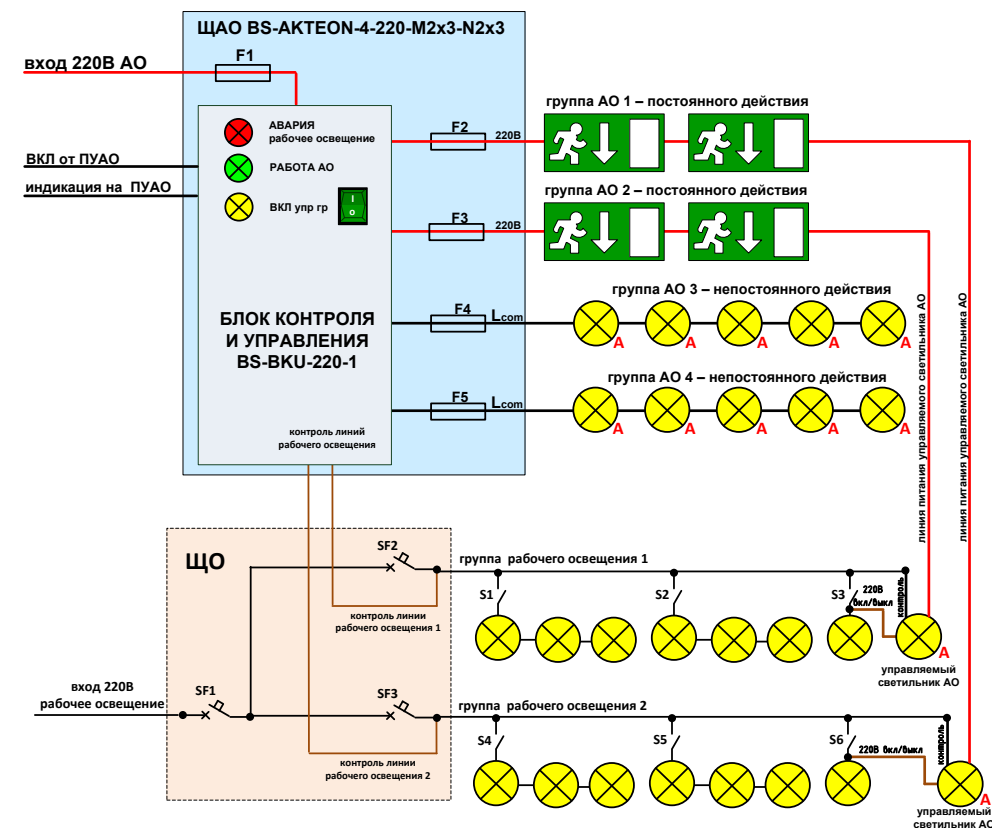 ЩАО BS-AKTEON-4-220-M2x3-N2x3
F1
вход 220В АО
АВАРИЯ
рабочее освещение
РАБОТА АО
ВКЛ упр гр
I
o
ВКЛ от ПУАО
индикация на ПУАО
БЛОК КОНТРОЛЯ
И УПРАВЛЕНИЯ
BS-BKU-220-1
контроль линий
рабочего освещения
F2
220В
группа АО 1 – постоянного действия
F3
220В
группа АО 2 – постоянного действия
F4
Lcom
группа АО 3 – непостоянного действия
A
A
A
A
A
F5
Lcom
группа АО 4 – непостоянного действия
A
A
A
A
A
линия питания управляемого светильника АО
линия питания управляемого светильника АО
ЩО
SF2
группа рабочего освещения 1
S1
S2
S3
220В
вкл/выкл
контроль
A
управляемый
светильник АО
контроль линии
рабочего освещения 1
вход 220В
рабочее освещение
SF1
SF3
группа рабочего освещения 2
S4
S5
S6
220В вкл/выкл
контроль
A
управляемый
светильник АО
контроль линии
рабочего освещения 2